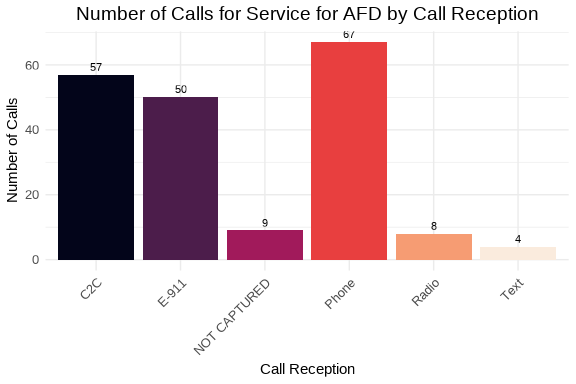 Number of Calls for Service for AFD by Call Reception
Number of Calls
60
40
20
0
57
50
9
67
8
4
C2C
E-911
NOT CAPTURED
Phone
Radio
Text
Call Reception